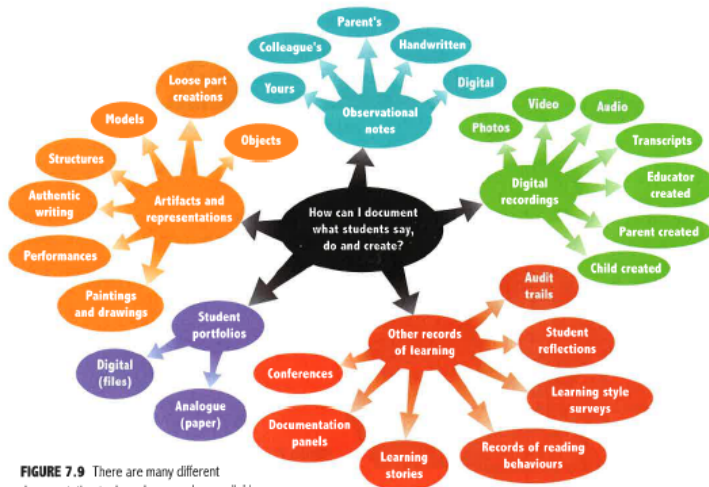 Parent's
Colleague's
Handwritten
Yours
Observational
notes
Digital
Loose part
creations
Models
Objects
Structures
Artifacts and
representations
Authentic
writing
Performances
Paintings
and drawings
Photos
Video
Audio
Transcripts
Digital
recordings
Educator
created
Parent created
Child created
How can I document
what students say,
do and create?
Student
portfolios
Digital
(files)
Analogue
(paper)
Other records
of learning
Audit
trails
Student
reflections
Learning style
surveys
Records of reading
behaviours
Learning
stories
Documentation
panels
Conferences
FIGURE 7.9 There are many different